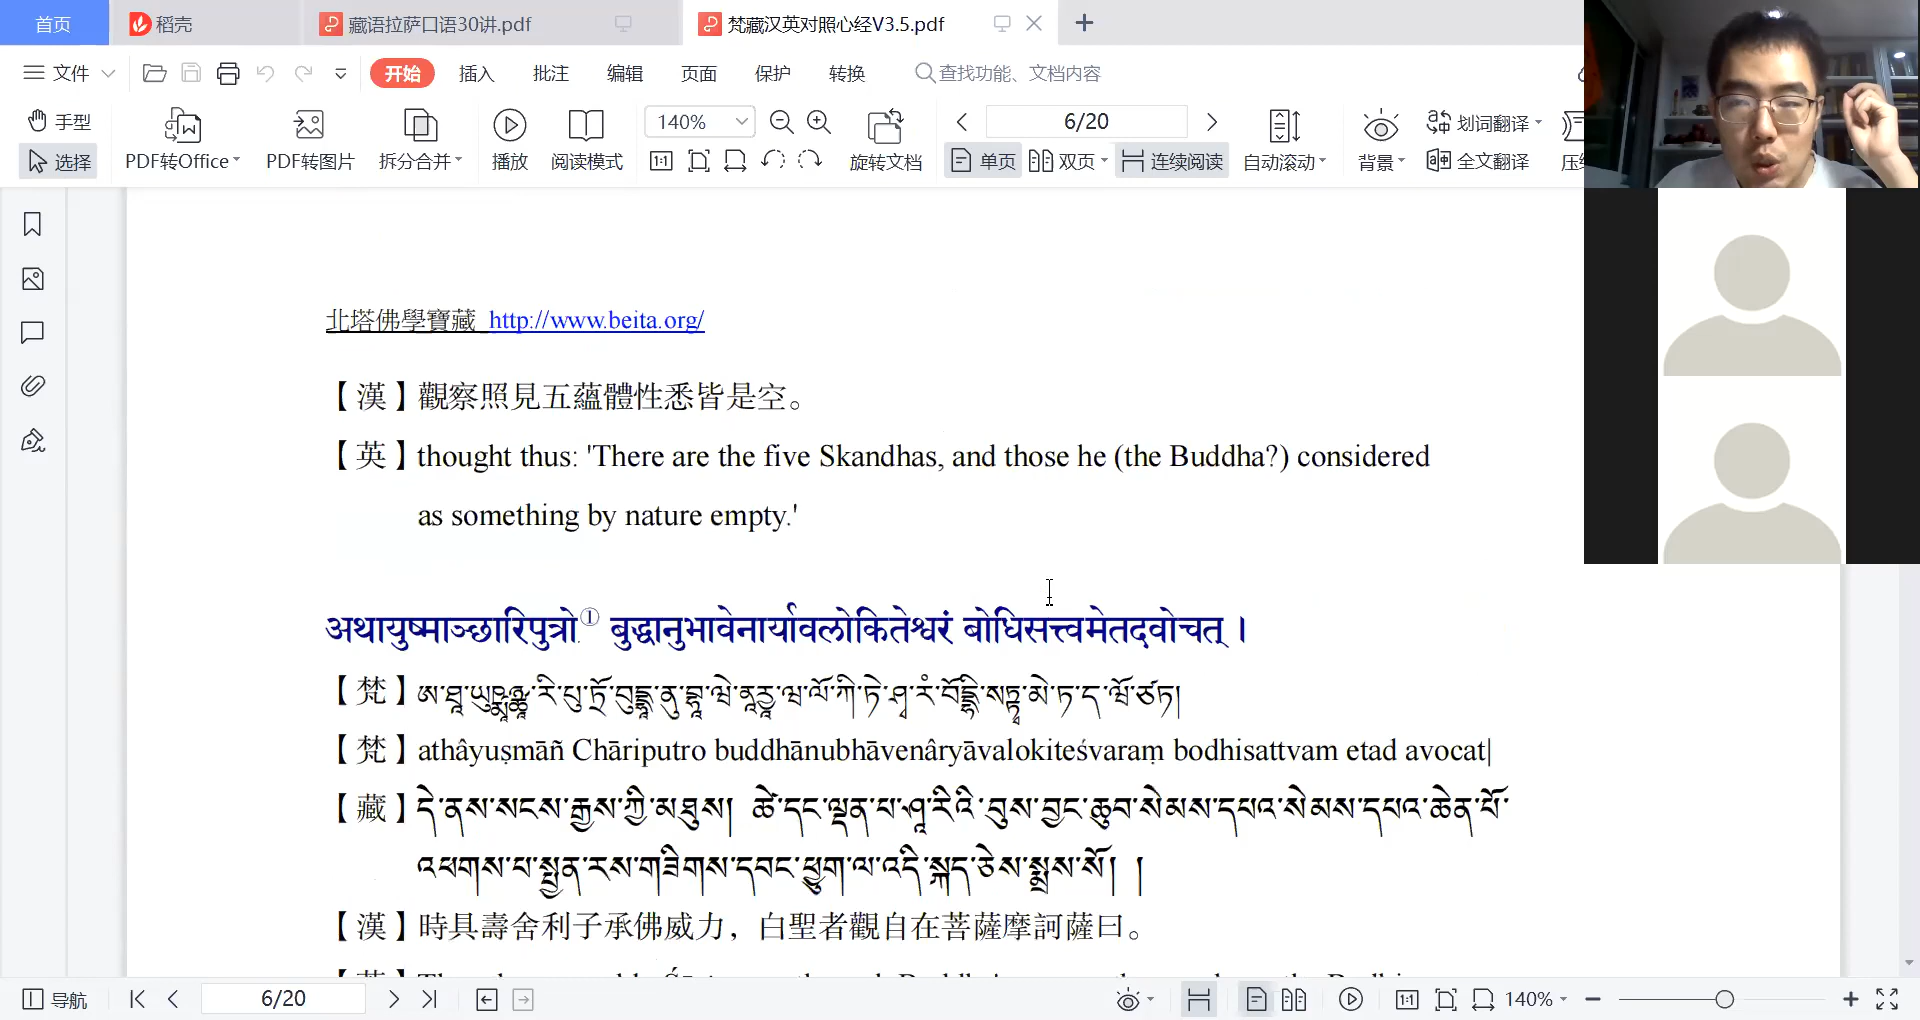 首页 稻壳 藏语拉萨口语30讲.pdf 梵藏汉英对照心经V3.5.pdf
文件 开始 插入 批注 编辑 页面 保护 转换 查找功能、文档内容
手型 140% 6/20 划词翻译
选择 PDF转Office PDF转图片 拆分合并 播放 阅读模式 1:1 旋转文档 单页 双页 连续阅读 自动滚动 背景 全文翻译
北塔佛學寶藏 http://www.beita.org/
【漢】觀察照見五蘊體性悉皆是空。
【英】thought thus: 'There are the five Skandhas, and those he (the Buddha?) considered
as something by nature empty.'
अथायुष्माञ्छारिपुत्रो① बुद्धानुभावेनार्यावलोकितेश्वरं बोधिसत्त्वमेतदवोचत् ।
【梵】
【梵】athâyuṣmāñ Chāriputro buddhānubhāvenâryāvalokiteśvaraṃ bodhisattvam etad avocat|
【藏】དེ་ནས་སངས་རྒྱས་ཀྱི་མཐུས། ཚེ་དང་ལྡན་པ་ཤཱ་རིའི་བུས་བྱང་ཆུབ་སེམས་དཔའ་སེམས་དཔའ་ཆེན་པོ་
འཕགས་པ་སྤྱན་རས་གཟིགས་དབང་ཕྱུག་ལ་འདི་སྐད་ཅེས་སྨྲས་སོ། །
【漢】時具壽舍利子承佛威力，白聖者觀自在菩薩摩訶薩曰。
导航 6/20 1:1 140%